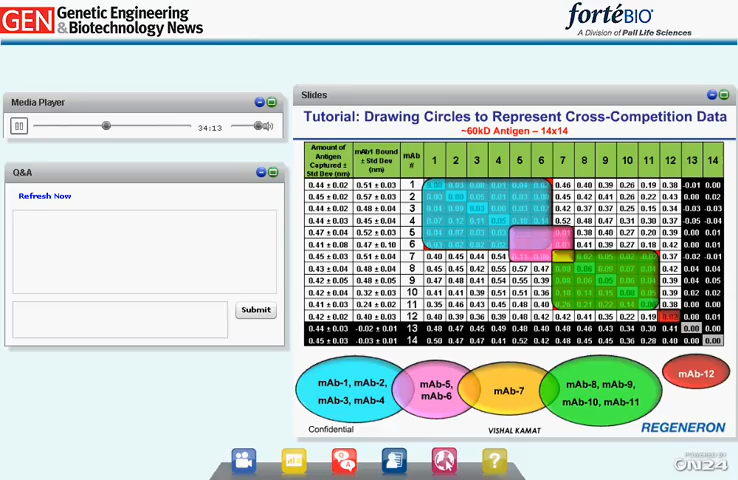 GEN Genetic Engineering
& Biotechnology News
fortéBIO®
A Division of Pall Life Sciences
Media Player
34:13
Q&A
Refresh Now
Submit
Slides
Tutorial: Drawing Circles to Represent Cross-Competition Data
~60kD Antigen – 14x14
Amount of Antigen Captured ± Std Dev (nm) mAb1 Bound ± Std Dev (nm) mAb # 1 2 3 4 5 6 7 8 9 10 11 12 13 14
0.44 ± 0.02 0.51 ± 0.03 1 0.46 0.40 0.39 0.26 0.19 0.38 -0.01 0.00
0.45 ± 0.03 0.57 ± 0.02 2 0.45 0.42 0.41 0.26 0.22 0.43 0.00 0.02
0.44 ± 0.02 0.48 ± 0.04 3 0.42 0.37 0.37 0.25 0.15 0.34 -0.03 -0.03
0.44 ± 0.03 0.45 ± 0.04 4 0.52 0.48 0.47 0.31 0.30 0.44 -0.05 -0.04
0.47 ± 0.04 0.52 ± 0.03 5 0.38 0.40 0.39 0.25 0.37 0.00 0.00
0.41 ± 0.08 0.47 ± 0.10 6 0.41 0.39 0.27 0.18 0.42 0.00 0.01
0.45 ± 0.03 0.51 ± 0.04 7 0.40 0.45 0.44 0.54 0.37 -0.02 -0.01
0.43 ± 0.04 0.48 ± 0.04 8 0.45 0.45 0.42 0.55 0.57 0.47 0.42 0.04 0.04
0.42 ± 0.02 0.48 ± 0.04 9 0.42 0.42 0.40 0.51 0.53 0.42 0.42 0.04 0.05
0.42 ± 0.04 0.32 ± 0.03 10 0.41 0.41 0.39 0.51 0.51 0.36 0.40 0.02 0.02
0.41 ± 0.03 0.24 ± 0.02 11 0.35 0.46 0.43 0.45 0.51 0.48 0.38 0.00 0.01
0.42 ± 0.02 0.40 ± 0.03 12 0.40 0.39 0.36 0.48 0.45 0.39 0.42 0.41 0.35 0.21 0.19 0.00 0.00
0.44 ± 0.03 -0.02 ± 0.01 13 0.48 0.47 0.45 0.49 0.48 0.40 0.48 0.46 0.43 0.34 0.30 0.41 0.00
0.45 ± 0.03 -0.03 ± 0.01 14 0.50 0.47 0.47 0.41 0.52 0.42 0.48 0.45 0.45 0.36 0.28 0.40 0.00
mAb-1, mAb-2,
mAb-3, mAb-4
mAb-5,
mAb-6
mAb-7
mAb-8, mAb-9,
mAb-10, mAb-11
mAb-12
Confidential
VISHAL KAMAT
REGENERON
POWERED BY
ON24